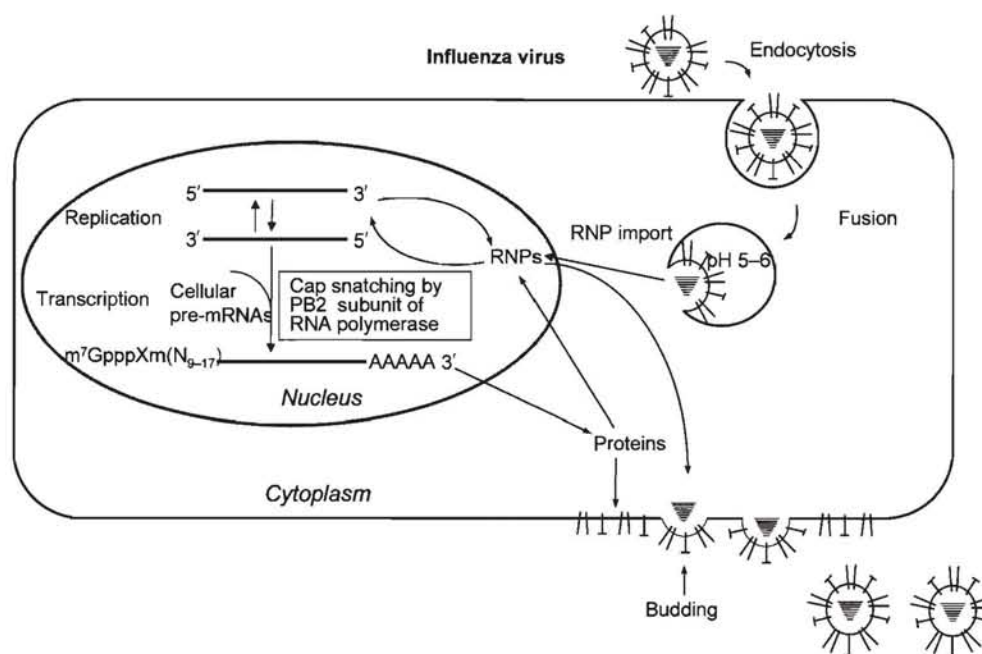 Influenza virus
Endocytosis
5′ 3′
Replication
3′ 5′
RNPs
RNP import
pH 5–6
Fusion
Transcription
Cellular
pre-mRNAs
Cap snatching by
PB2 subunit of
RNA polymerase
m⁷GpppXm(N₉₋₁₇) AAAAA 3′
Nucleus
Proteins
Cytoplasm
Budding